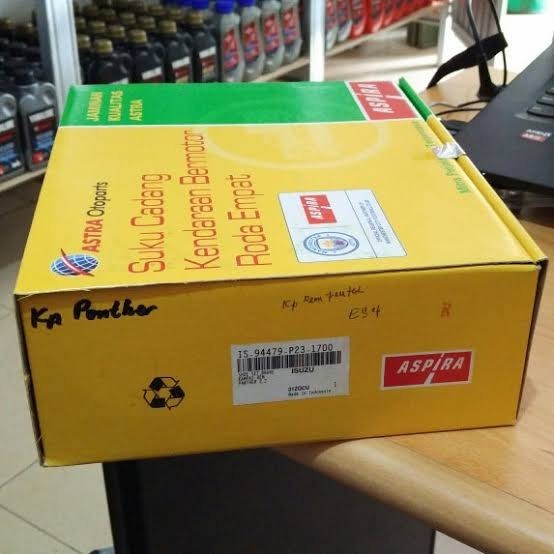 JAMINAN
KUALITAS
ASTRA
ASPIRA
ASTRA Otoparts
Suku Cadang
Kendaraan Bermotor
Roda Empat
ASPIRA
Kp Panther
Kp Rem
E34
IS-94479-P23-1700
ISUZU
Made in Indonesia
ASPIRA